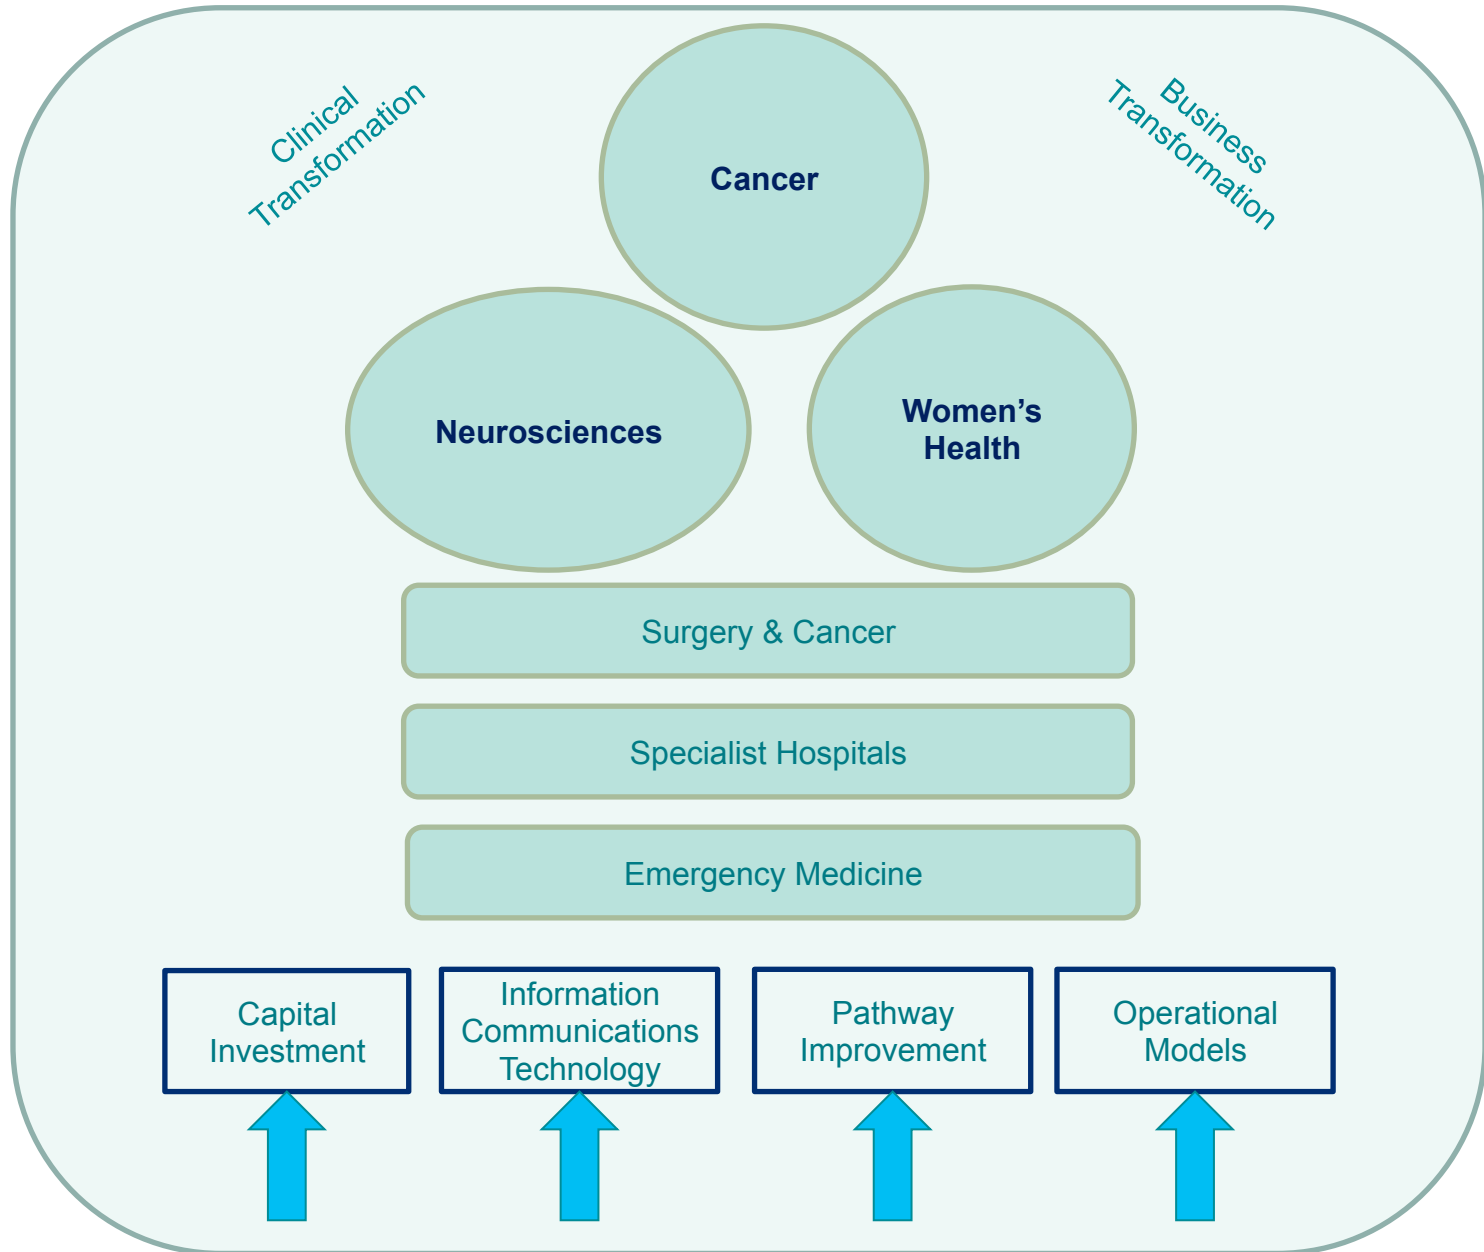 Clinical
Transformation
Business
Transformation
Cancer
Neurosciences
Women’s
Health
Surgery & Cancer
Specialist Hospitals
Emergency Medicine
Capital
Investment
Information
Communications
Technology
Pathway
Improvement
Operational
Models